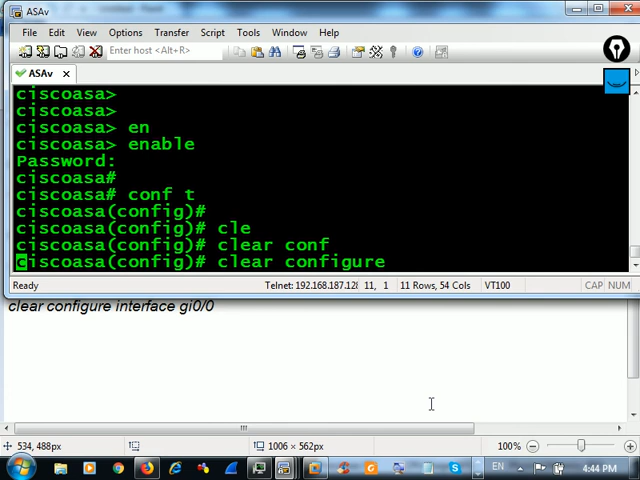 ASAv
File Edit View Options Transfer Script Tools Window Help
Enter host <Alt+R>
ASAv
ciscoasa>
ciscoasa>
ciscoasa> en
ciscoasa> enable
Password:
ciscoasa#
ciscoasa# conf t
ciscoasa(config)#
ciscoasa(config)# cle
ciscoasa(config)# clear conf
ciscoasa(config)# clear configure
Ready Telnet: 192.168.187.128 11, 1 11 Rows, 54 Cols VT100 CAP NUM
clear configure interface gi0/0
534, 488px 1006 × 562px 100%
EN 4:44 PM